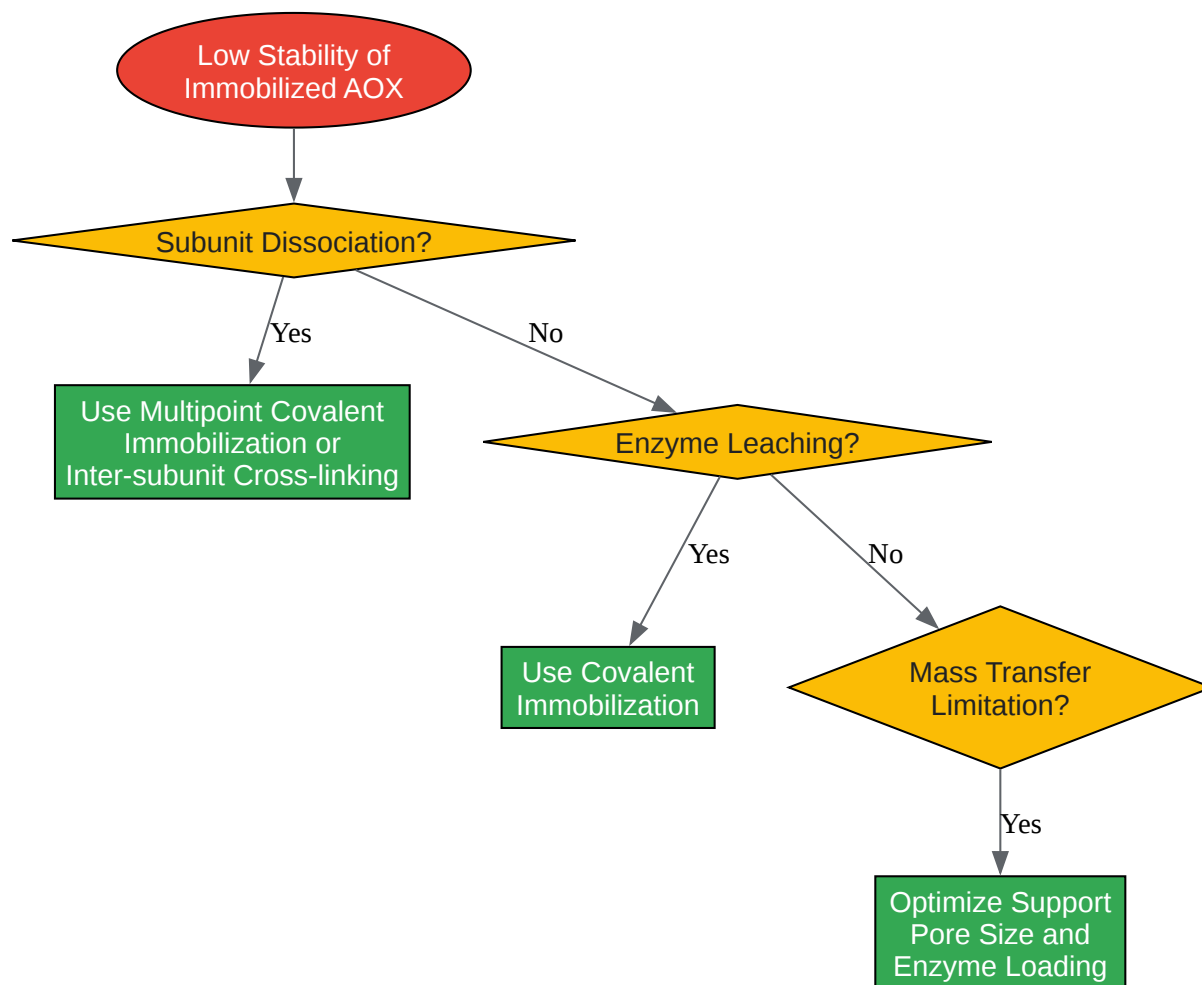 Low Stability of
Immobilized AOX
Subunit Dissociation?
Yes
No
Use Multipoint Covalent
Immobilization or
Inter-subunit Cross-linking
Enzyme Leaching?
Yes
No
Use Covalent
Immobilization
Mass Transfer
Limitation?
Yes
Optimize Support
Pore Size and
Enzyme Loading